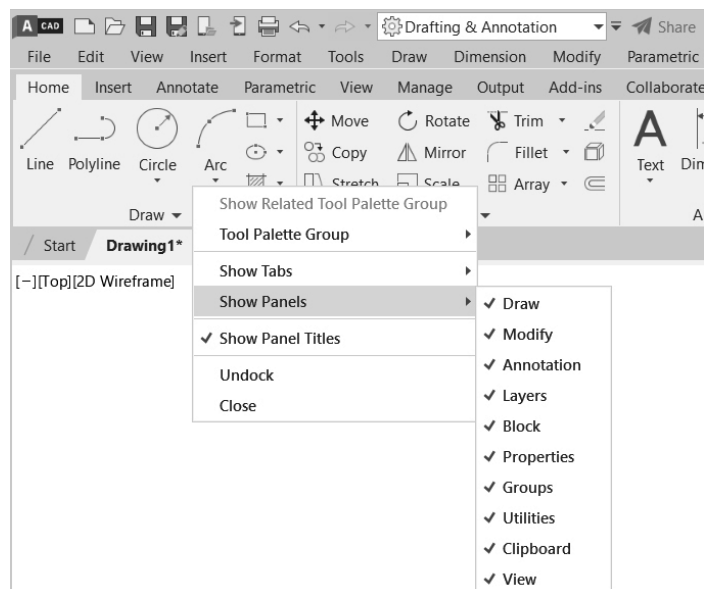 A CAD Drafting & Annotation Share
File Edit View Insert Format Tools Draw Dimension Modify Parametric
Home Insert Annotate Parametric View Manage Output Add-ins Collaborate
Move Rotate Trim
Line Polyline Circle Arc Copy Mirror Fillet A Text
Stretch Scale Array
Draw
Start Drawing1*
[−][Top][2D Wireframe]
Show Related Tool Palette Group
Tool Palette Group
Show Tabs
Show Panels
Show Panel Titles
Undock
Close
Draw
Modify
Annotation
Layers
Block
Properties
Groups
Utilities
Clipboard
View